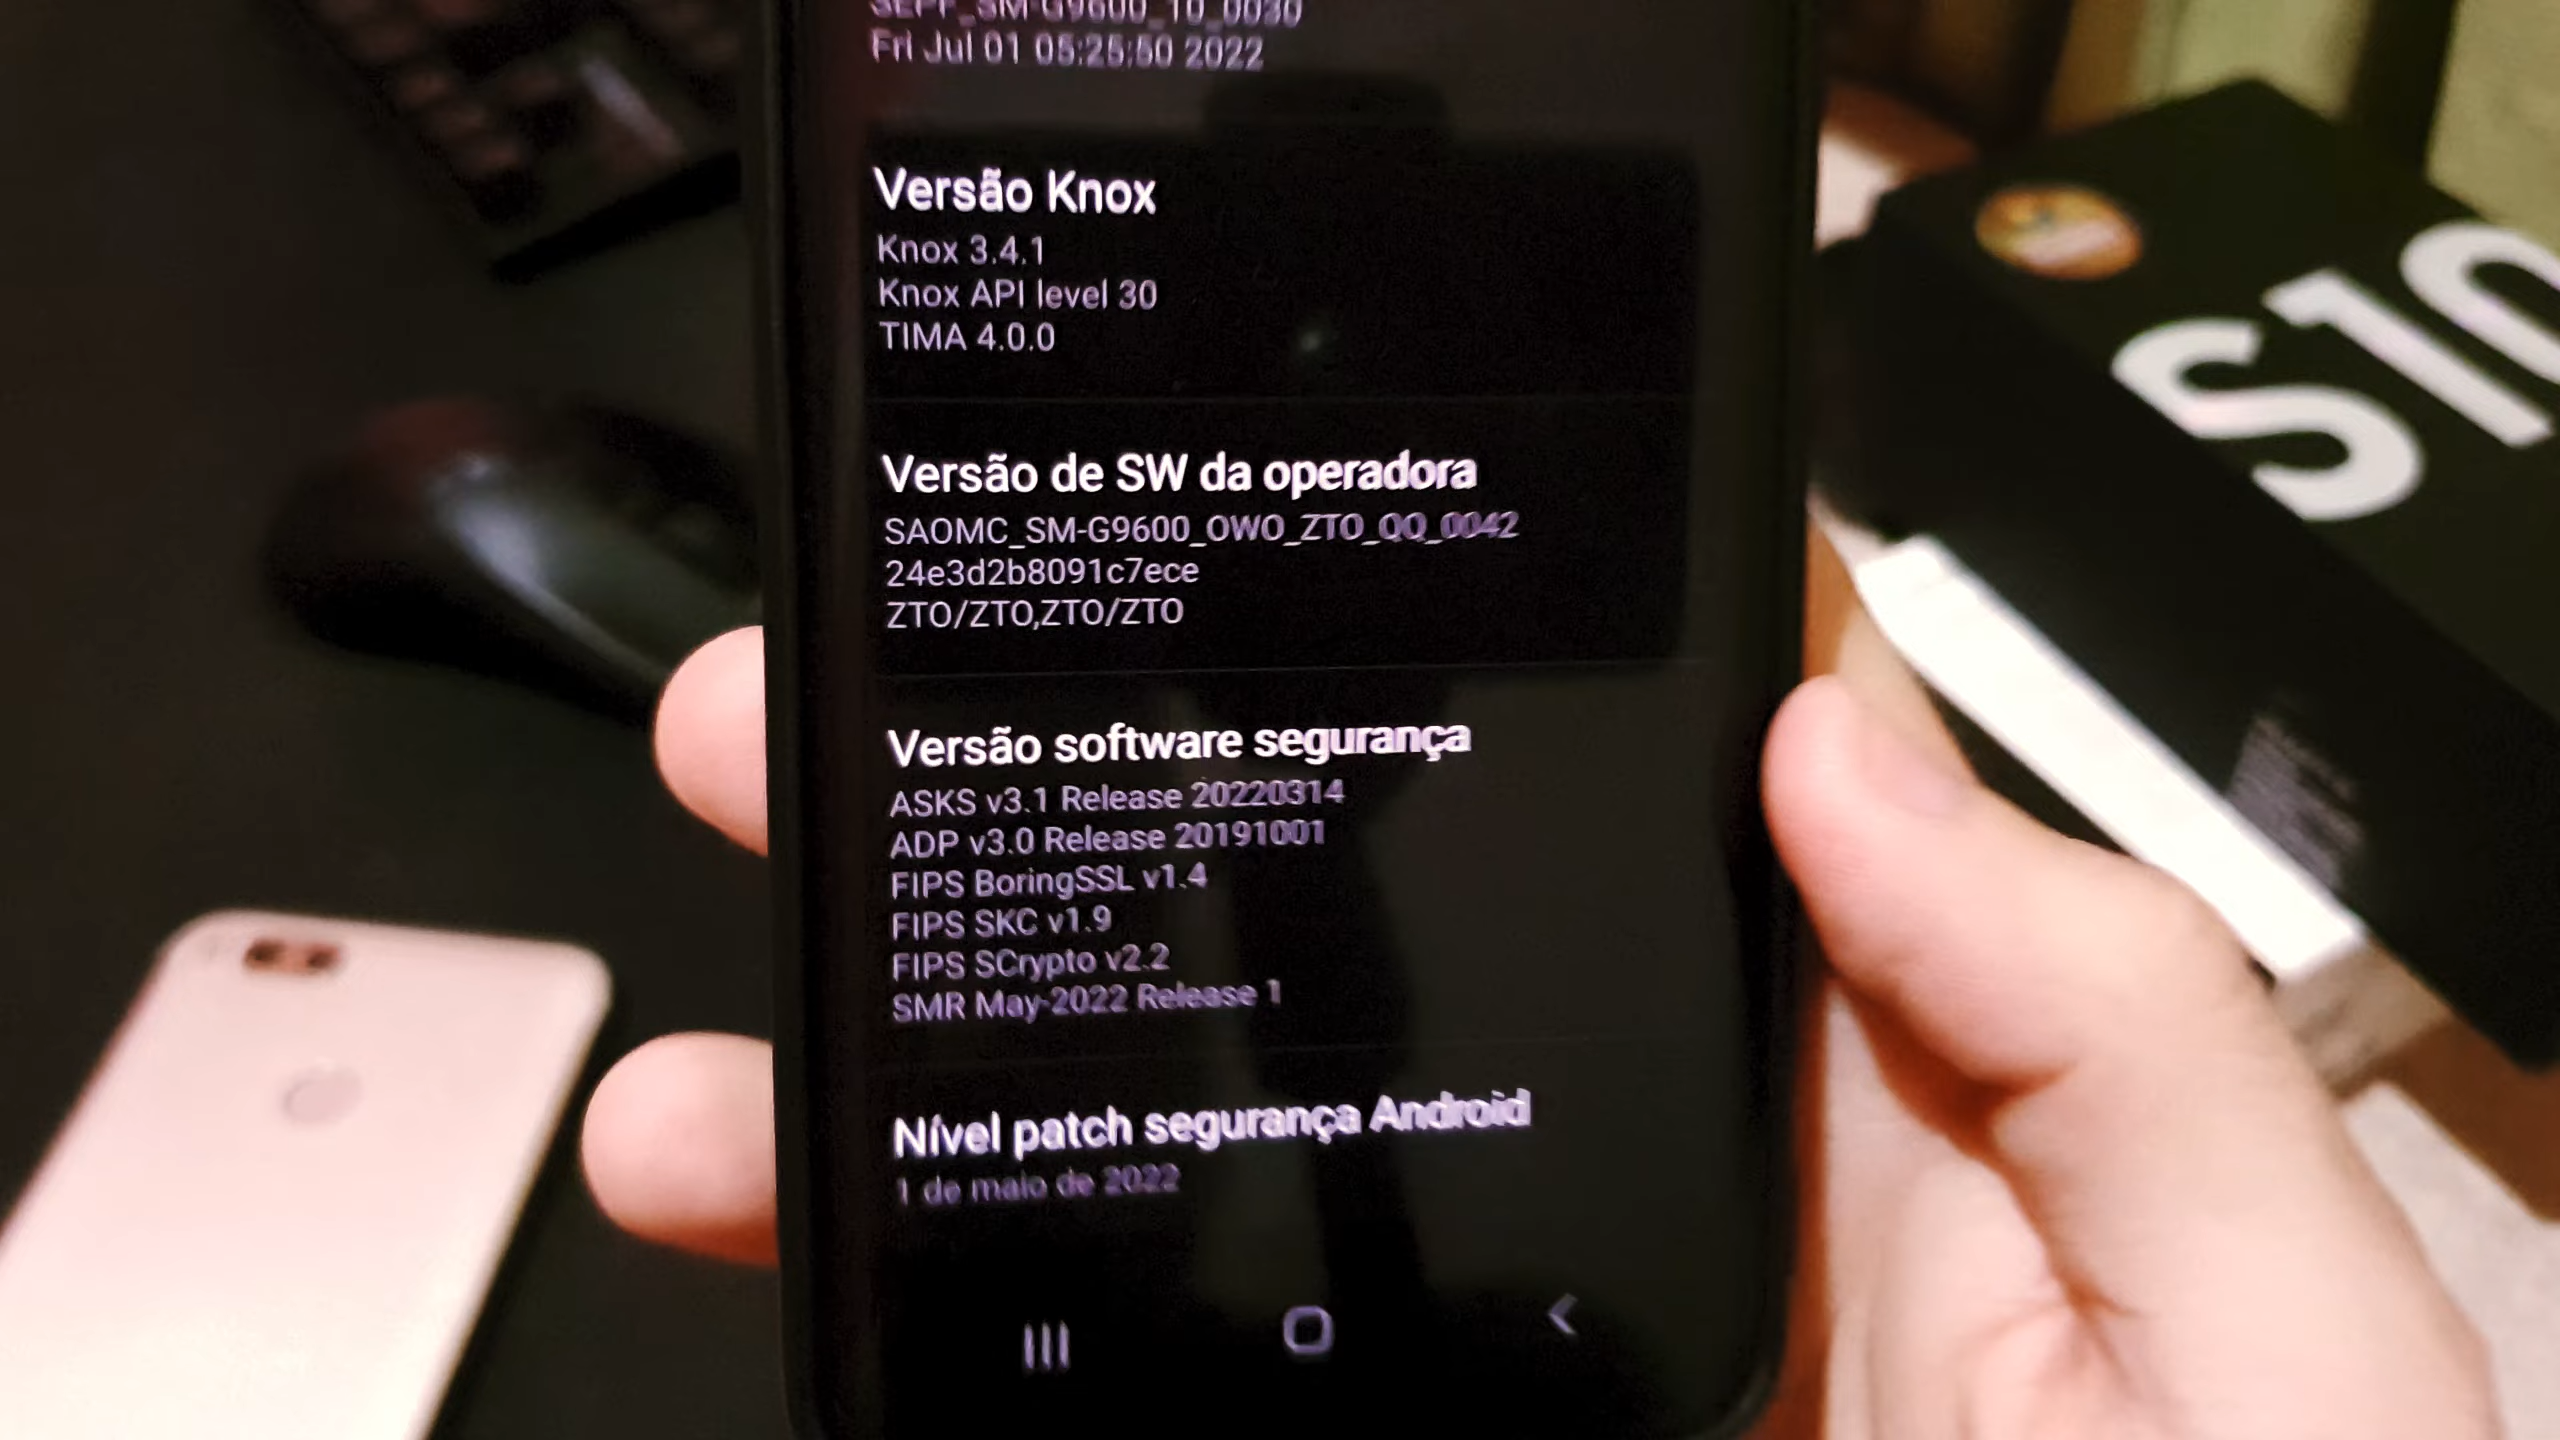 SEPF_SM-G9600_10_0030
Fri Jul 01 05:25:50 2022
Versão Knox
Knox 3.4.1
Knox API level 30
TIMA 4.0.0
Versão de SW da operadora
SAOMC_SM-G9600_OWO_ZTO_QQ_0042
24e3d2b8091c7ece
ZTO/ZTO,ZTO/ZTO
Versão software segurança
ASKS v3.1 Release 20220314
ADP v3.0 Release 20191001
FIPS BoringSSL v1.4
FIPS SKC v1.9
FIPS SCrypto v2.2
SMR May-2022 Release 1
Nível patch segurança Android
1 de maio de 2022
S10